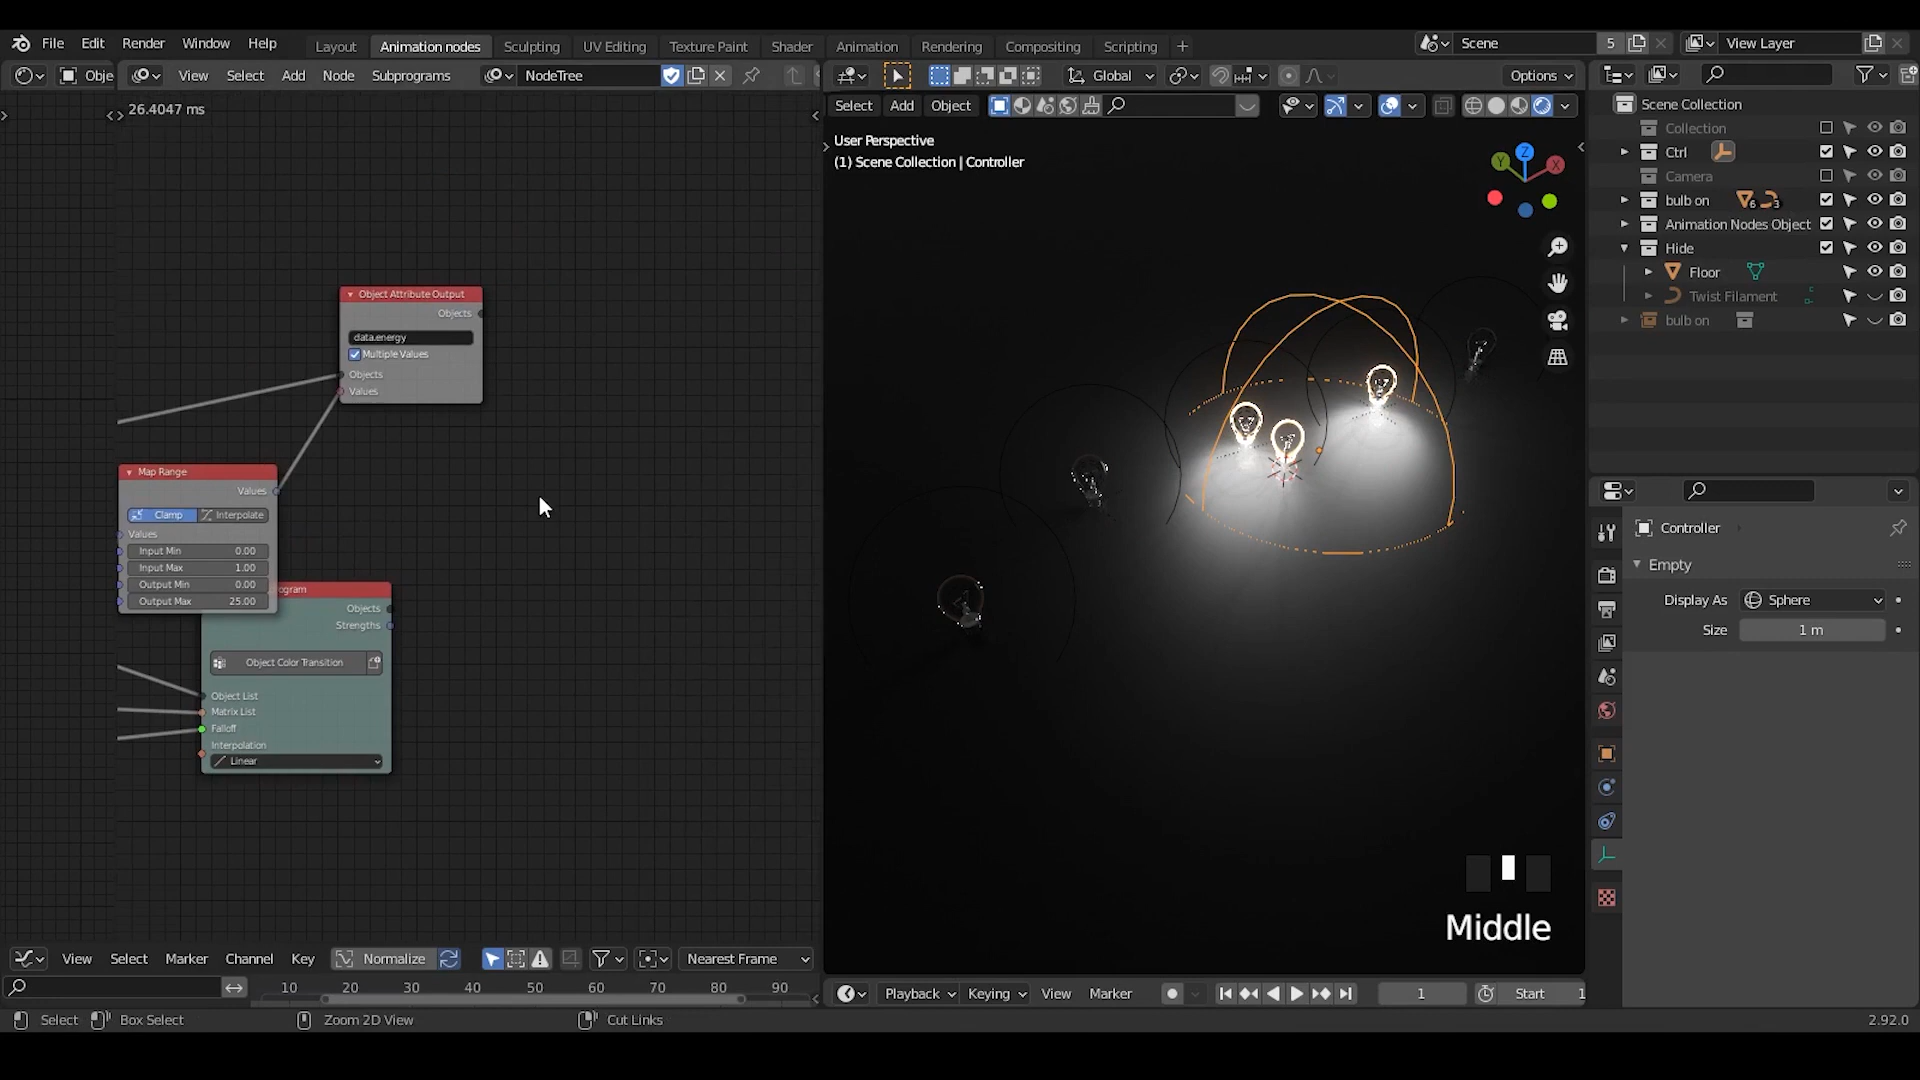 File Edit Render Window Help
Layout Animation nodes Sculpting UV Editing Texture Paint Shader Animation Rendering Compositing Scripting
Scene 5 View Layer
Obje View Select Add Node Subprograms NodeTree
Global Options
26.4047 ms
Select Add Object
User Perspective
(1) Scene Collection | Controller
Object Attribute Output
Objects
data.energy
Multiple Values
Objects
Values
Map Range
Values
Clamp Interpolate
Values
Input Min 0.00
Input Max 1.00
Output Min 0.00
Output Max 25.00
ogram
Objects
Strengths
Object Color Transition
Object List
Matrix List
Falloff
Interpolation
Linear
Z
Y
X
Middle
Scene Collection
Collection
Ctrl
Camera
bulb on 6 3
Animation Nodes Object
Hide
Floor
Twist Filament
bulb on
Controller
Empty
Display As Sphere
Size 1 m
View Select Marker Channel Key Normalize Nearest Frame
10 20 30 40 50 60 70 80 90
Playback Keying View Marker 1 Start 1
Select Box Select Zoom 2D View Cut Links 2.92.0